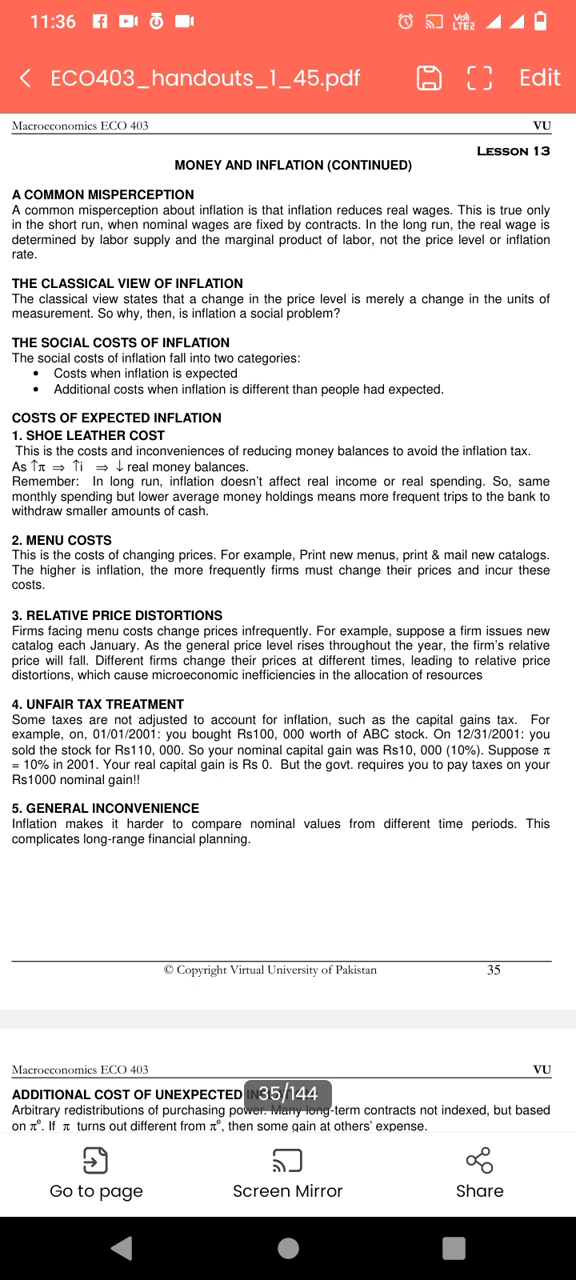 11:36
Vo) LTE2
ECO403_handouts_1_45.pdf Edit
Macroeconomics ECO 403 VU
LESSON 13
MONEY AND INFLATION (CONTINUED)
A COMMON MISPERCEPTION
A common misperception about inflation is that inflation reduces real wages. This is true only
in the short run, when nominal wages are fixed by contracts. In the long run, the real wage is
determined by labor supply and the marginal product of labor, not the price level or inflation
rate.
THE CLASSICAL VIEW OF INFLATION
The classical view states that a change in the price level is merely a change in the units of
measurement. So why, then, is inflation a social problem?
THE SOCIAL COSTS OF INFLATION
The social costs of inflation fall into two categories:
• Costs when inflation is expected
• Additional costs when inflation is different than people had expected.
COSTS OF EXPECTED INFLATION
1. SHOE LEATHER COST
This is the costs and inconveniences of reducing money balances to avoid the inflation tax.
As ↑π ⇒ ↑i ⇒ ↓ real money balances.
Remember: In long run, inflation doesn't affect real income or real spending. So, same
monthly spending but lower average money holdings means more frequent trips to the bank to
withdraw smaller amounts of cash.
2. MENU COSTS
This is the costs of changing prices. For example, Print new menus, print & mail new catalogs.
The higher is inflation, the more frequently firms must change their prices and incur these
costs.
3. RELATIVE PRICE DISTORTIONS
Firms facing menu costs change prices infrequently. For example, suppose a firm issues new
catalog each January. As the general price level rises throughout the year, the firm's relative
price will fall. Different firms change their prices at different times, leading to relative price
distortions, which cause microeconomic inefficiencies in the allocation of resources
4. UNFAIR TAX TREATMENT
Some taxes are not adjusted to account for inflation, such as the capital gains tax. For
example, on, 01/01/2001: you bought Rs100, 000 worth of ABC stock. On 12/31/2001: you
sold the stock for Rs110, 000. So your nominal capital gain was Rs10, 000 (10%). Suppose π
= 10% in 2001. Your real capital gain is Rs 0. But the govt. requires you to pay taxes on your
Rs1000 nominal gain!!
5. GENERAL INCONVENIENCE
Inflation makes it harder to compare nominal values from different time periods. This
complicates long-range financial planning.
© Copyright Virtual University of Pakistan 35
Macroeconomics ECO 403 VU
35/144
ADDITIONAL COST OF UNEXPECTED
Arbitrary redistributions of purchasing power. Many long-term contracts not indexed, but based
on πᵉ. If π turns out different from πᵉ, then some gain at others' expense.
Go to page Screen Mirror Share